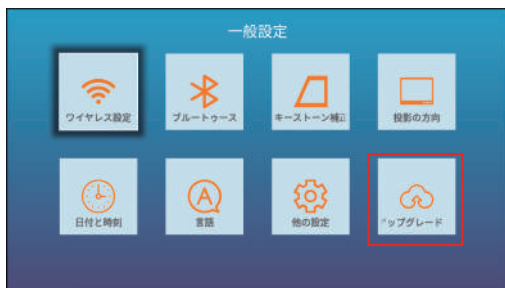 一般設定
ワイヤレス設定
ブルートゥース
キーストーン補正
投影の方向
日付と時刻
A
言語
他の設定
アップグレード